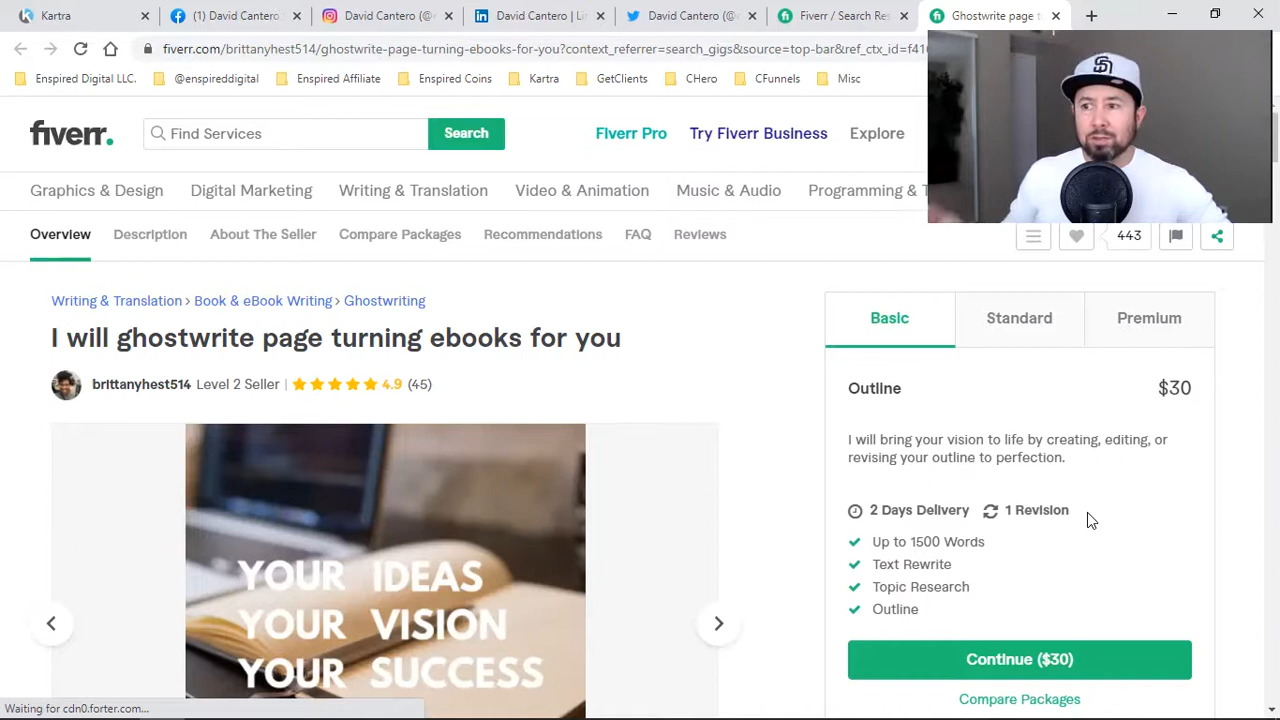 Kartra
(1) David Cantero
David Cantero (@
David Cantero | Li
David Cantero (@
Fiverr / Search Res
Ghostwrite page t
fiverr.com/brittanyhest514/ghostwrite-page-turning-ebooks-for-you?context_referrer=search_gigs&source=top-bar&ref_ctx_id=f41
Enspired Digital LLC.
@enspireddigital
Enspired Affiliate
Enspired Coins
Kartra
GetClients
CHero
CFunnels
Misc
fiverr.
Find Services
Search
Fiverr Pro
Try Fiverr Business
Explore
Graphics & Design
Digital Marketing
Writing & Translation
Video & Animation
Music & Audio
Programming & T
Overview
Description
About The Seller
Compare Packages
Recommendations
FAQ
Reviews
443
Writing & Translation › Book & eBook Writing › Ghostwriting
I will ghostwrite page turning ebooks for you
brittanyhest514 Level 2 Seller | 4.9 (45)
YOUR IDEAS
YOUR VISION
YOUR SUCCESS
Basic
Standard
Premium
Outline $30
I will bring your vision to life by creating, editing, or
revising your outline to perfection.
2 Days Delivery 1 Revision
Up to 1500 Words
Text Rewrite
Topic Research
Outline
Continue ($30)
Compare Packages
Waiting for cdn0.forter.com...
SD